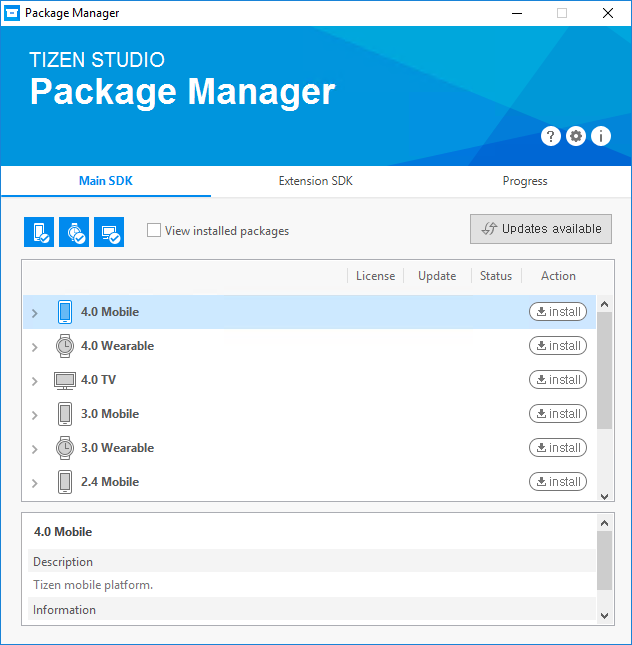 Package Manager
TIZEN STUDIO
Package Manager
? i
Main SDK Extension SDK Progress
View installed packages Updates available
License Update Status Action
4.0 Mobile install
4.0 Wearable install
4.0 TV install
3.0 Mobile install
3.0 Wearable install
2.4 Mobile install
4.0 Mobile
Description
Tizen mobile platform.
Information